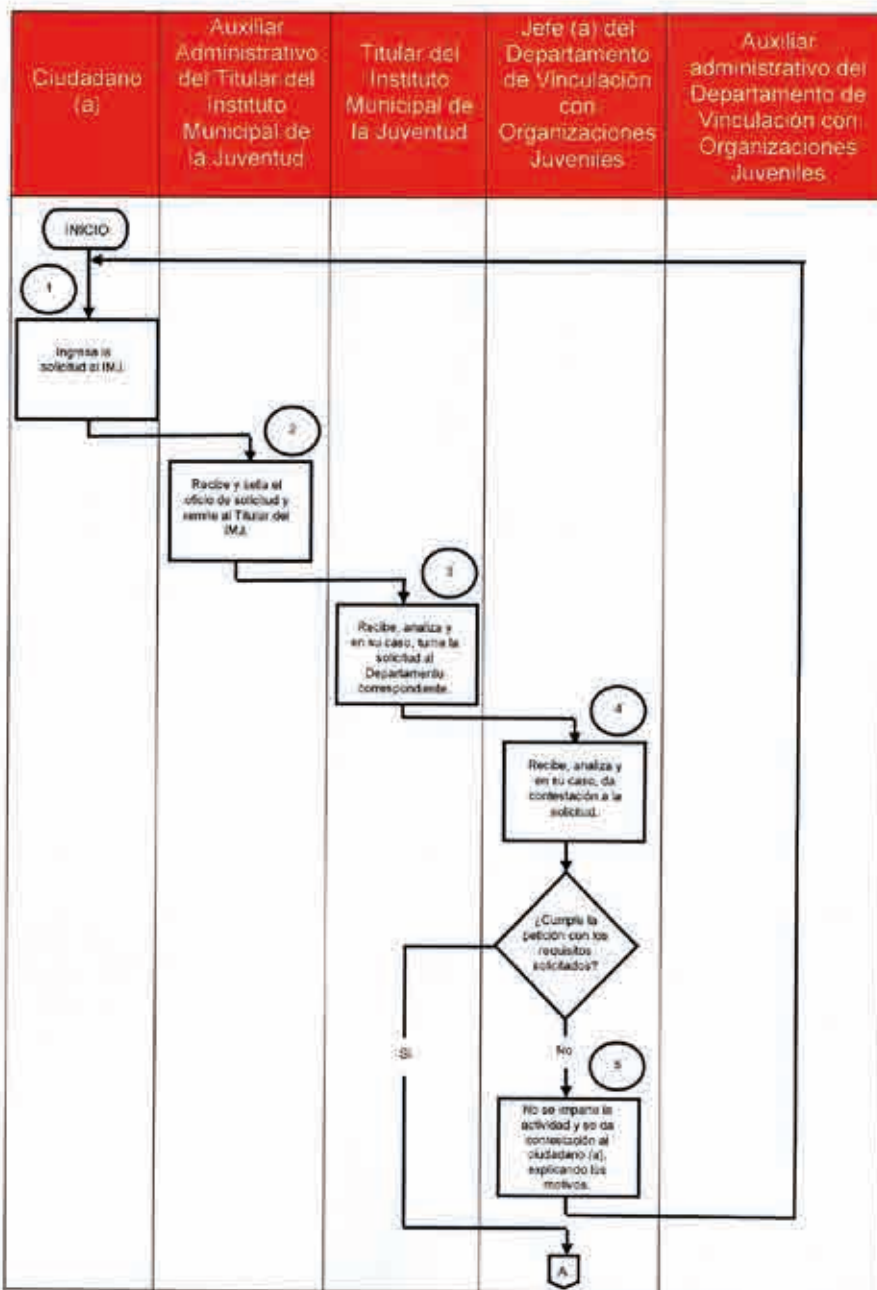 Ciudadano
(a)
Auxiliar
Administrativo
del Titular del
Instituto
Municipal de
la Juventud
Titular del
Instituto
Municipal de
la Juventud
Jefe (a) del
Departamento
de Vinculación
con
Organizaciones
Juveniles
Auxiliar
administrativo del
Departamento de
Vinculación con
Organizaciones
Juveniles
INICIO
1
Ingresa la
solicitud al IMJ.
2
Recibe y sella el
oficio de solicitud y
remite al Titular del
IMJ.
3
Recibe, analiza y
en su caso, turna la
solicitud al
Departamento
correspondiente.
4
Recibe, analiza y
en su caso, da
contestación a la
solicitud.
¿Cumple la
petición con los
requisitos
solicitados?
Si
No
5
No se imparte la
actividad y se da
contestación al
ciudadano (a),
explicando los
motivos.
A